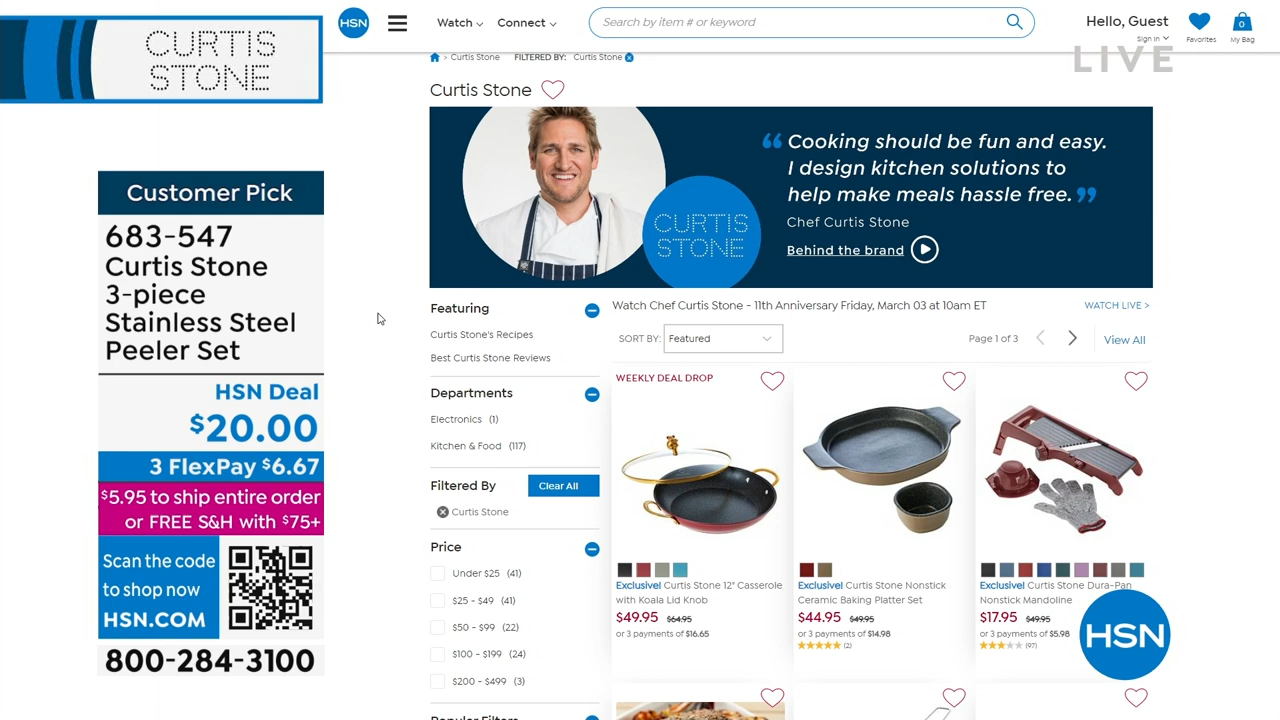 CURTIS
STONE
Customer Pick
683-547
Curtis Stone
3-piece
Stainless Steel
Peeler Set
HSN Deal
$20.00
3 FlexPay $6.67
$5.95 to ship entire order
or FREE S&H with $75+
Scan the code
to shop now
HSN.COM
800-284-3100
HSN
Watch
Connect
Search by item # or keyword
Hello, Guest
Sign In
Favorites
0
My Bag
LIVE
> Curtis Stone FILTERED BY: Curtis Stone
Curtis Stone
“ Cooking should be fun and easy.
I design kitchen solutions to
help make meals hassle free. ”
Chef Curtis Stone
Behind the brand
CURTIS
STONE
Featuring
Curtis Stone's Recipes
Best Curtis Stone Reviews
Departments
Electronics (1)
Kitchen & Food (117)
Filtered By
Clear All
Curtis Stone
Price
Under $25 (41)
$25 - $49 (41)
$50 - $99 (22)
$100 - $199 (24)
$200 - $499 (3)
Popular Filters
Watch Chef Curtis Stone - 11th Anniversary Friday, March 03 at 10am ET
WATCH LIVE >
SORT BY: Featured
Page 1 of 3
View All
WEEKLY DEAL DROP
Exclusive! Curtis Stone 12" Casserole
with Koala Lid Knob
$49.95 $64.95
or 3 payments of $16.65
Exclusive! Curtis Stone Nonstick
Ceramic Baking Platter Set
$44.95 $49.95
or 3 payments of $14.98
(2)
Exclusive! Curtis Stone Dura-Pan
Nonstick Mandoline
$17.95 $49.95
or 3 payments of $5.98
(97)
HSN